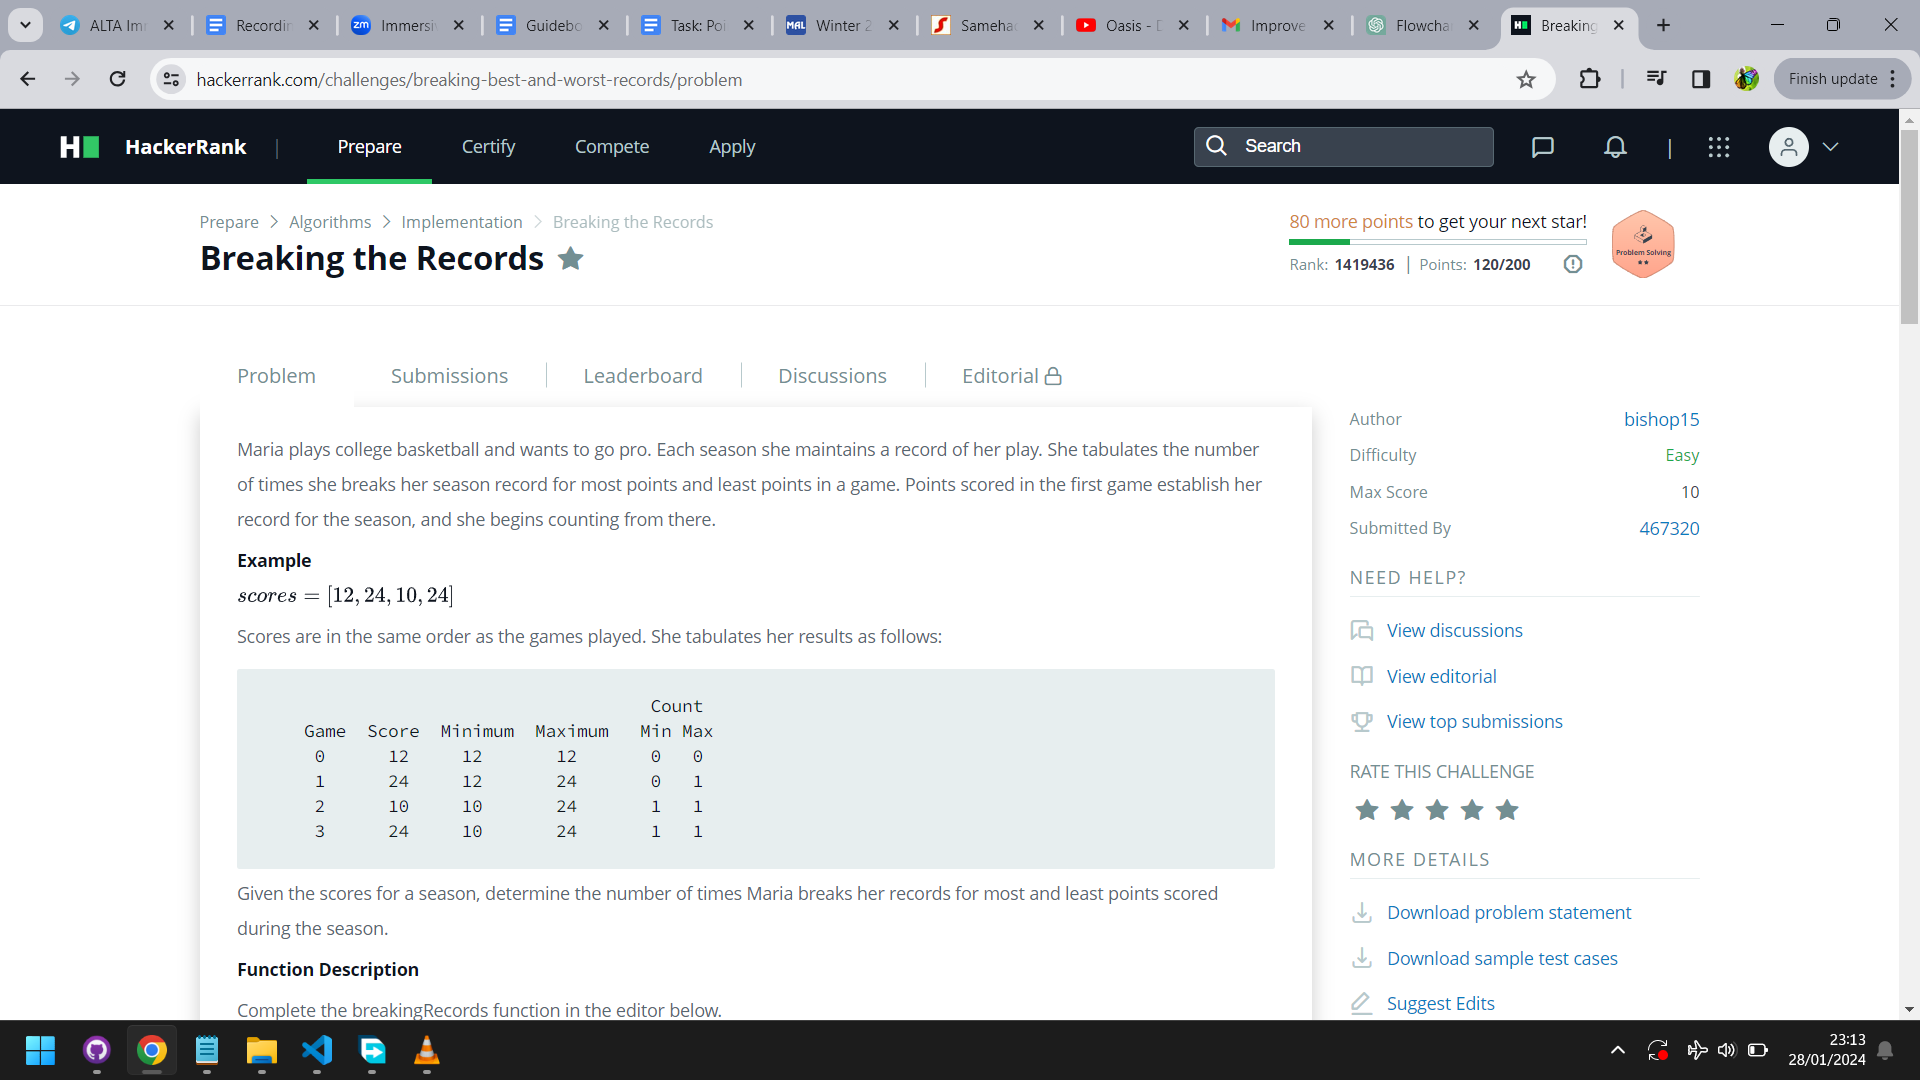 ALTA Im
Recordin
Immersiv
Guidebo
Task: Poi
Winter 2
Sameha
Oasis - D
Improve
Flowcha
Breaking
hackerrank.com/challenges/breaking-best-and-worst-records/problem
Finish update
HackerRank
Prepare
Certify
Compete
Apply
Search
Prepare > Algorithms > Implementation > Breaking the Records
Breaking the Records
80 more points to get your next star!
Rank: 1419436 | Points: 120/200
Problem Solving
Problem
Submissions
Leaderboard
Discussions
Editorial
Maria plays college basketball and wants to go pro. Each season she maintains a record of her play. She tabulates the number
of times she breaks her season record for most points and least points in a game. Points scored in the first game establish her
record for the season, and she begins counting from there.
Example
scores = [12, 24, 10, 24]
Scores are in the same order as the games played. She tabulates her results as follows:
Count
Game Score Minimum Maximum Min Max
0 12 12 12 0 0
1 24 12 24 0 1
2 10 10 24 1 1
3 24 10 24 1 1
Given the scores for a season, determine the number of times Maria breaks her records for most and least points scored
during the season.
Function Description
Complete the breakingRecords function in the editor below.
Author bishop15
Difficulty Easy
Max Score 10
Submitted By 467320
NEED HELP?
View discussions
View editorial
View top submissions
RATE THIS CHALLENGE
MORE DETAILS
Download problem statement
Download sample test cases
Suggest Edits
23:13
28/01/2024